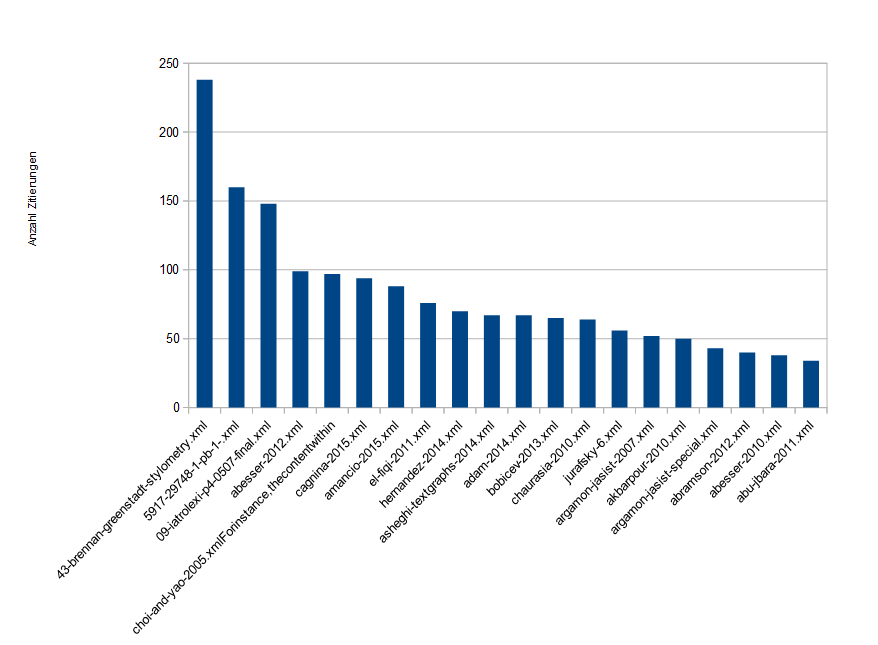 Anzahl Zitierungen
250
200
150
100
50
0
43-brennan-greenstadt-stylometry.xml
5917-29748-1-pb-1-.xml
09-iatrolexi-p4-0507-final.xml
abesser-2012.xml
choi-and-yao-2005.xmlForinstance,thecontentwithin
cagnina-2015.xml
amancio-2015.xml
el-fiqi-2011.xml
hernandez-2014.xml
asheghi-textgraphs-2014.xml
adam-2014.xml
bobicev-2013.xml
chaurasia-2010.xml
jurafsky-6.xml
argamon-jasist-2007.xml
akbarpour-2010.xml
argamon-jasist-special.xml
abramson-2012.xml
abesser-2010.xml
abu-jbara-2011.xml